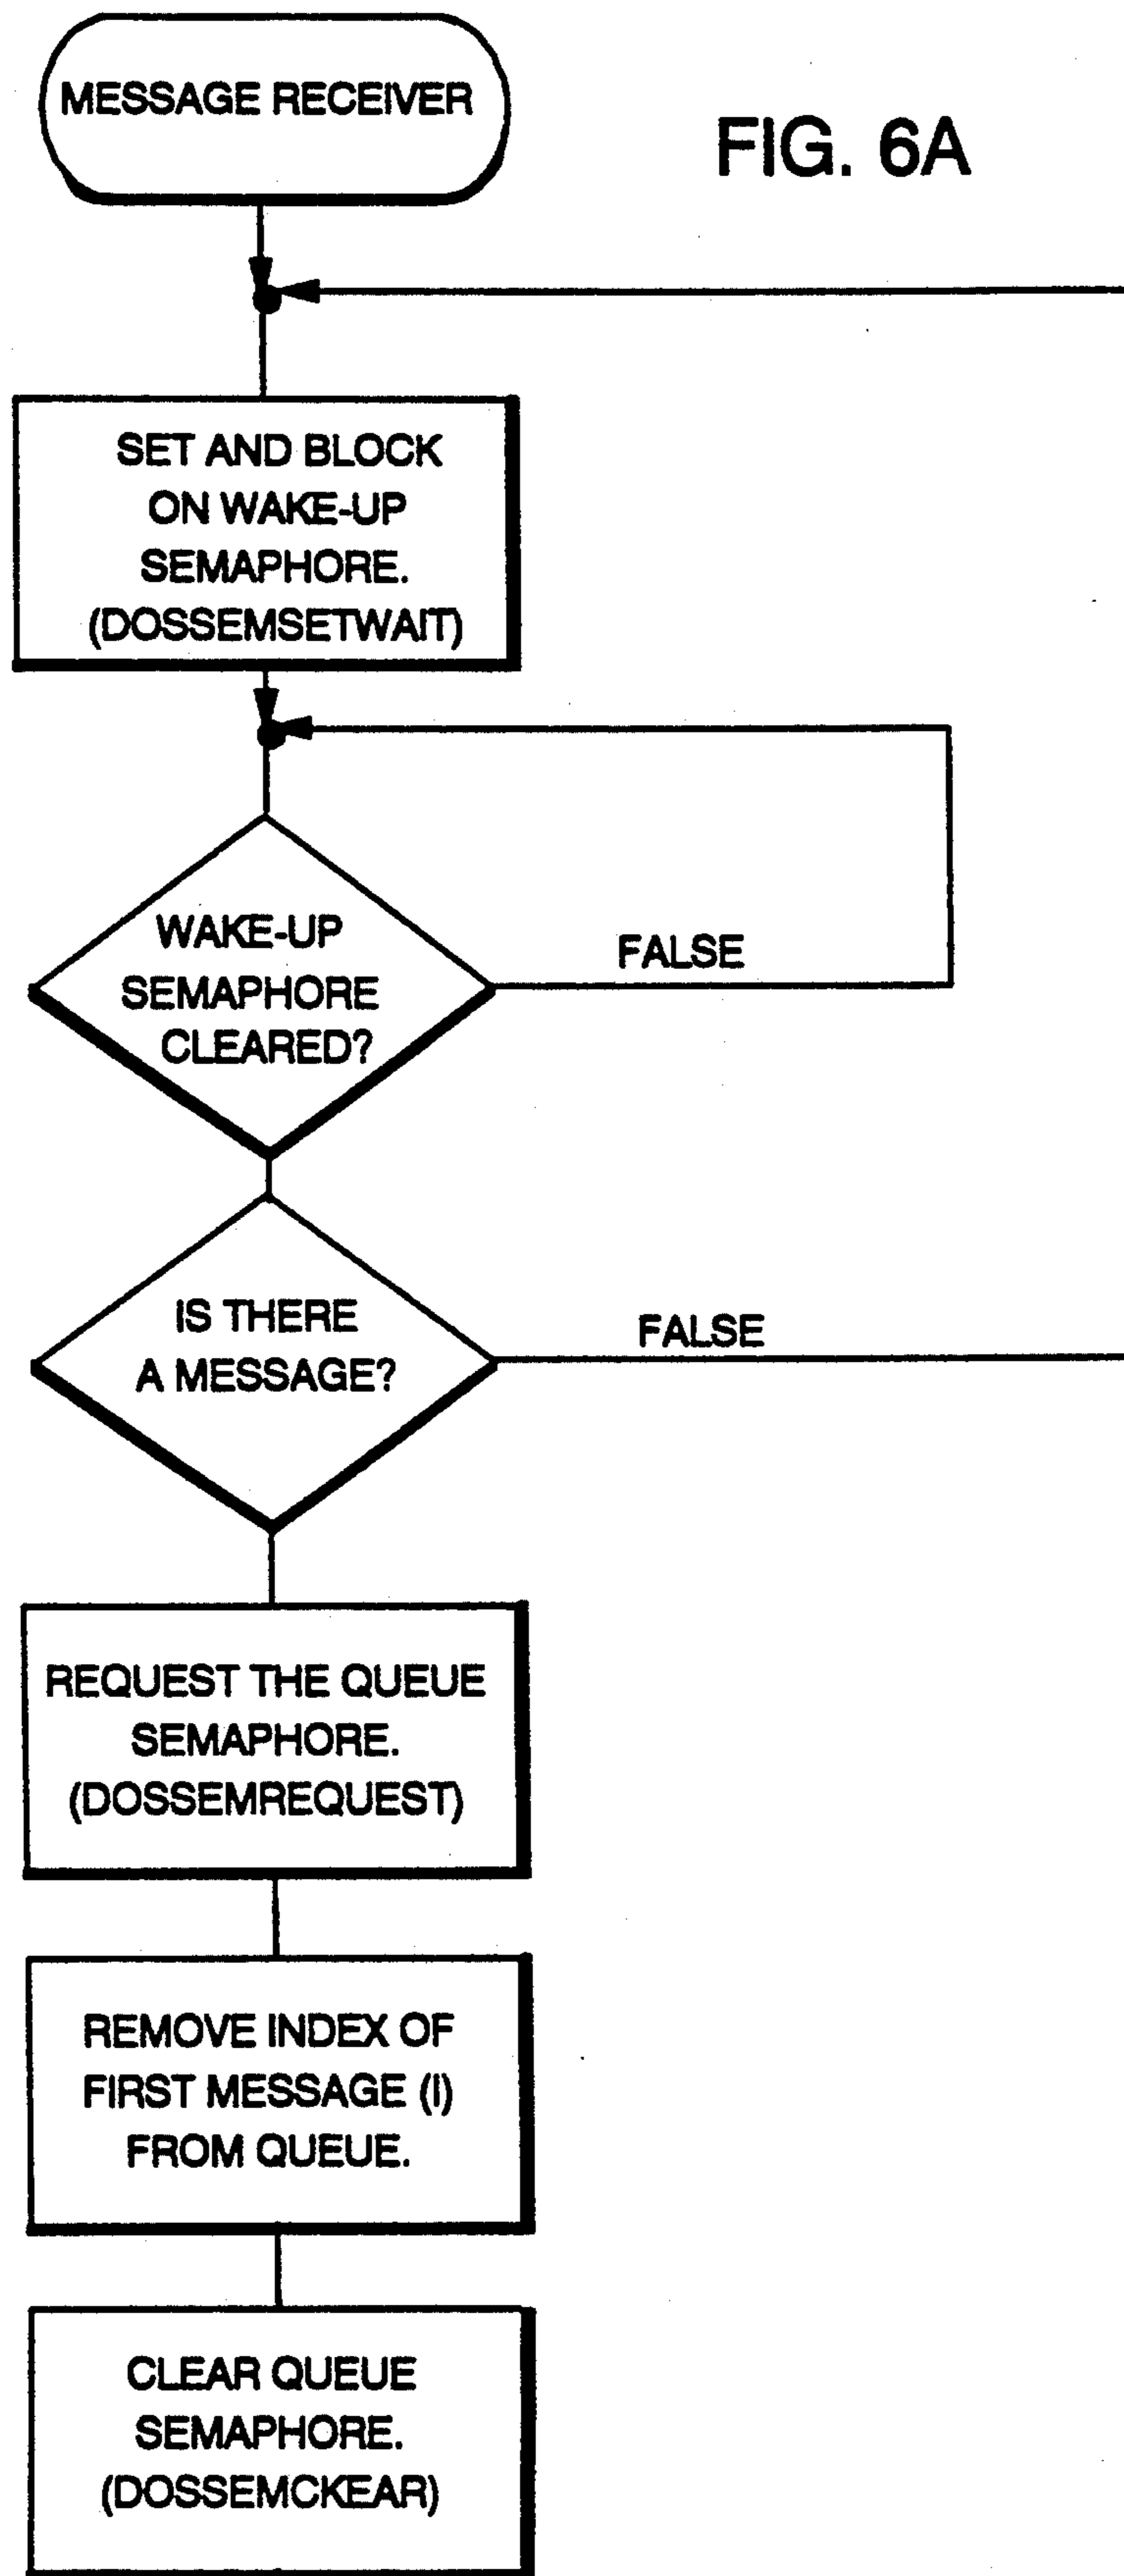 MESSAGE RECEIVER
FIG. 6A
SET AND BLOCK
ON WAKE-UP
SEMAPHORE.
(DOSSEMSETWAIT)
WAKE-UP
SEMAPHORE
CLEARED?
FALSE
IS THERE
A MESSAGE?
FALSE
REQUEST THE QUEUE
SEMAPHORE.
(DOSSEMREQUEST)
REMOVE INDEX OF
FIRST MESSAGE (I)
FROM QUEUE.
CLEAR QUEUE
SEMAPHORE.
(DOSSEMCKEAR)